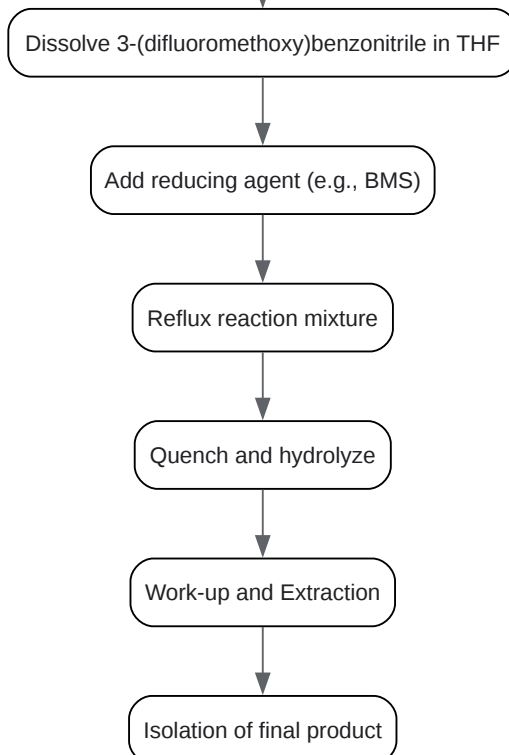 Dissolve 3-(difluoromethoxy)benzonitrile in THF
Add reducing agent (e.g., BMS)
Reflux reaction mixture
Quench and hydrolyze
Work-up and Extraction
Isolation of final product